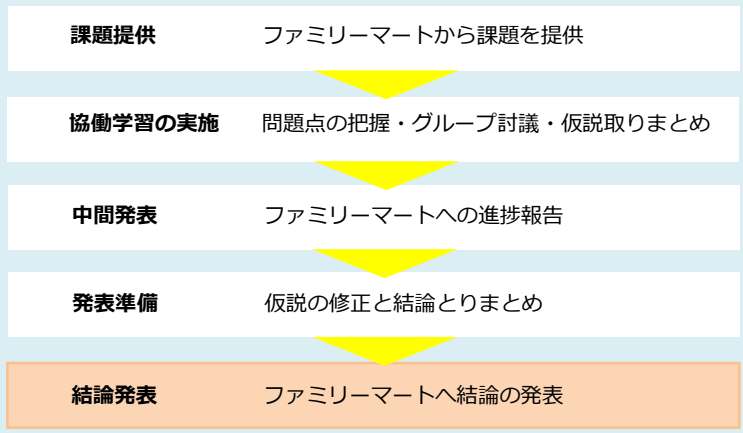 課題提供 ファミリーマートから課題を提供
協働学習の実施 問題点の把握・グループ討議・仮説取りまとめ
中間発表 ファミリーマートへの進捗報告
発表準備 仮説の修正と結論とりまとめ
結論発表 ファミリーマートへ結論の発表